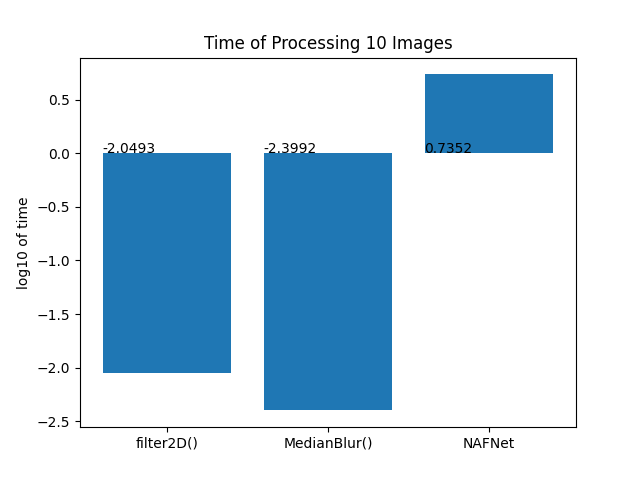 Time of Processing 10 Images
log10 of time
0.5
0.0
−0.5
−1.0
−1.5
−2.0
−2.5
-2.0493
-2.3992
0.7352
filter2D()
MedianBlur()
NAFNet